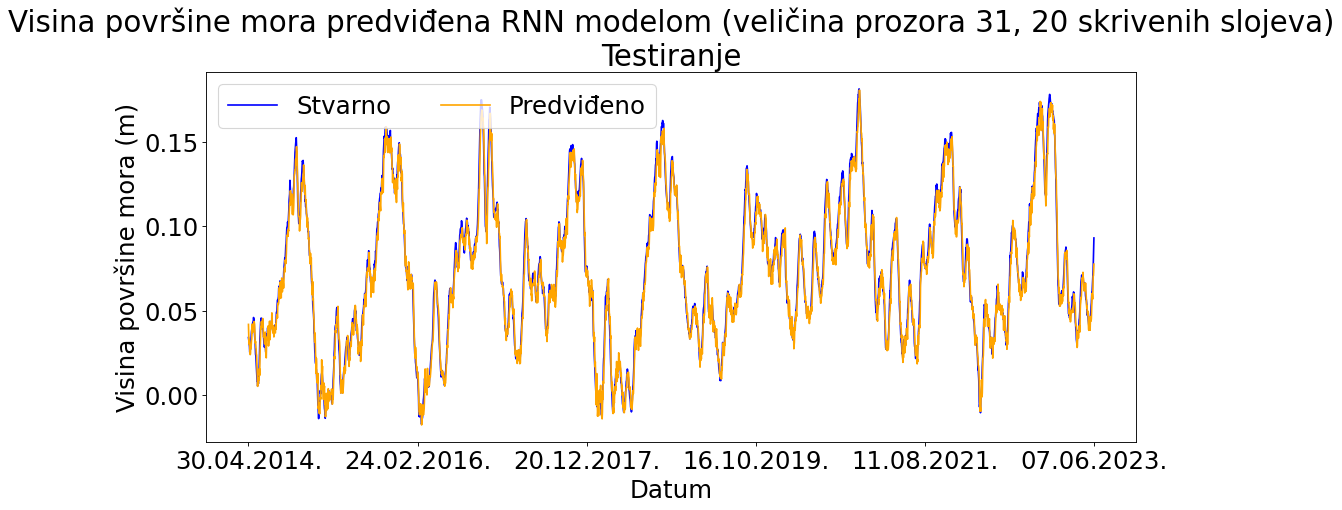 Visina površine mora predviđena RNN modelom (veličina prozora 31, 20 skrivenih slojeva)
Testiranje
Stvarno
Predviđeno
Visina površine mora (m)
0.15
0.10
0.05
0.00
30.04.2014. 24.02.2016. 20.12.2017. 16.10.2019. 11.08.2021. 07.06.2023.
Datum